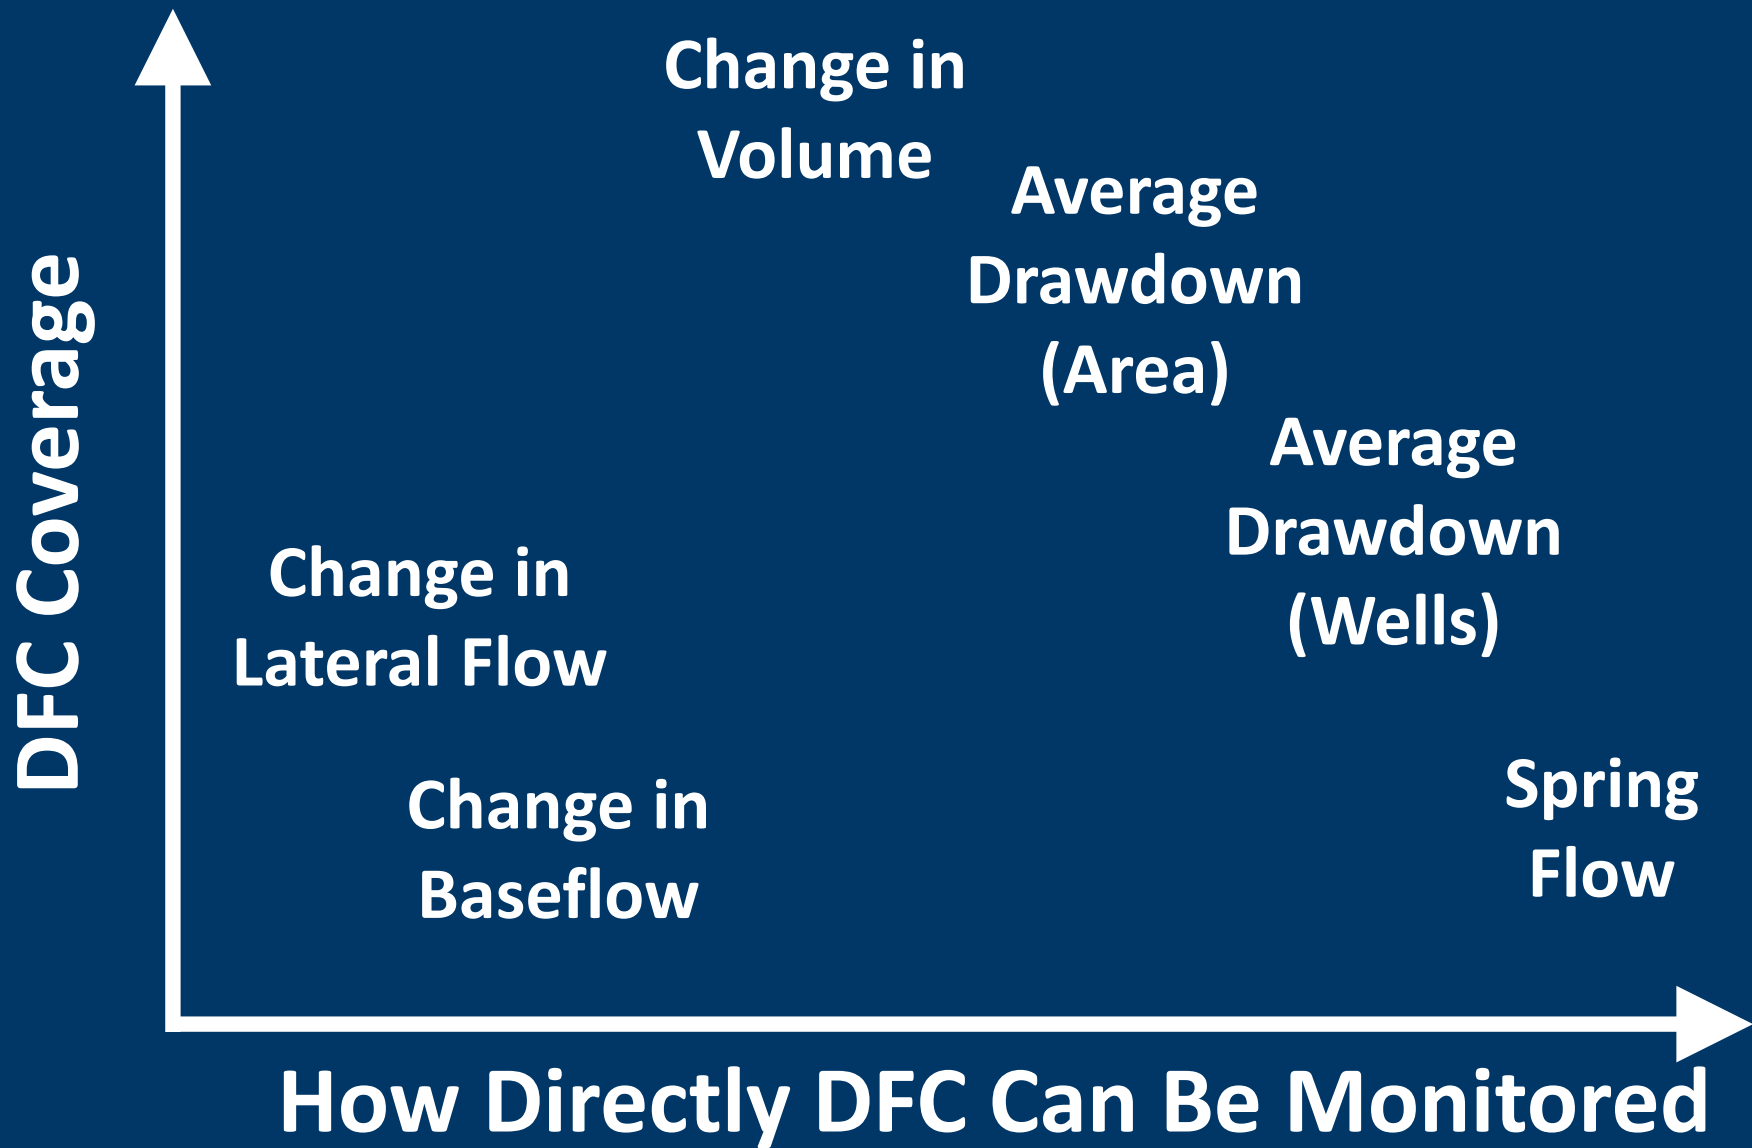 DFC Coverage
Change in
Volume
Average
Drawdown
(Area)
Average
Drawdown
(Wells)
Change in
Lateral Flow
Change in
Baseflow
Spring
Flow
How Directly DFC Can Be Monitored